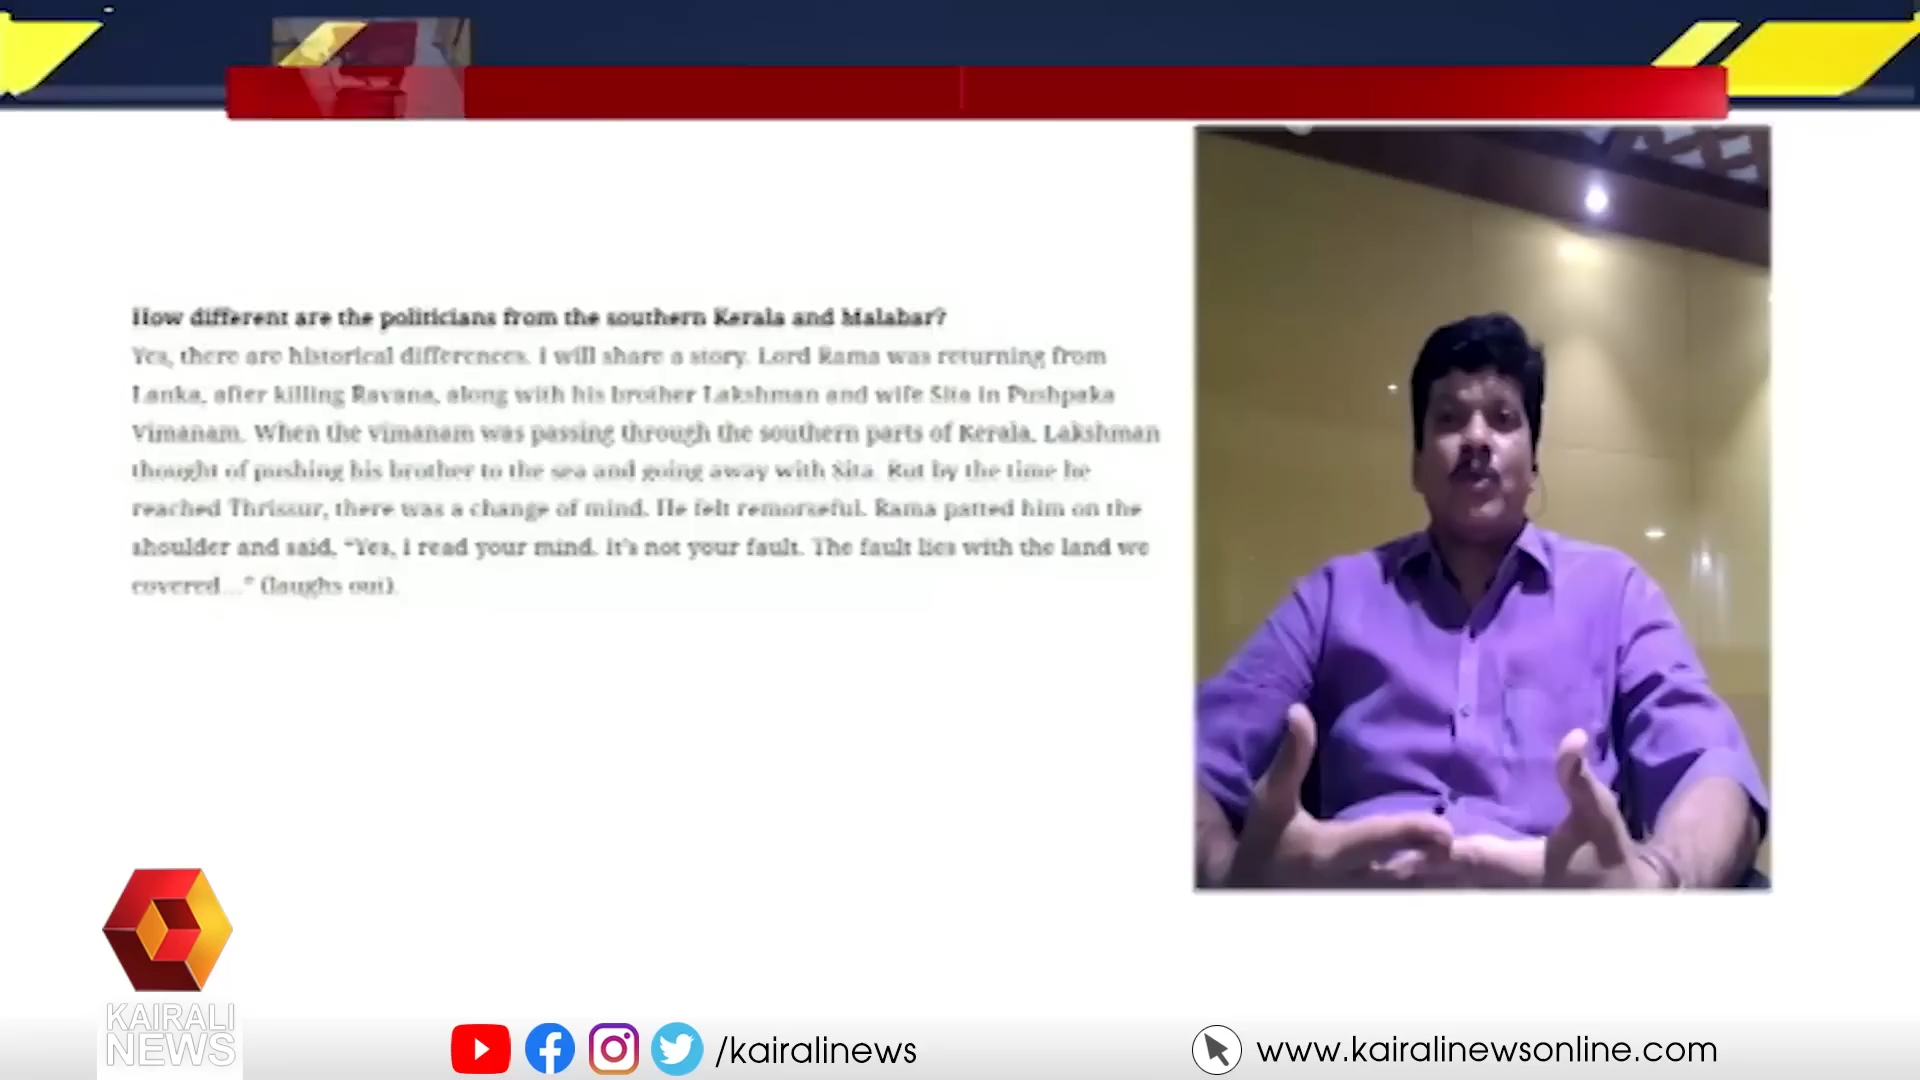 How different are the politicians from the southern Kerala and Malabar?
Yes, there are historical differences. I will share a story. Lord Rama was returning from
Lanka, after killing Ravana, along with his brother Lakshman and wife Sita in Pushpaka
Vimanam. When the vimanam was passing through the southern parts of Kerala, Lakshman
thought of pushing his brother to the sea and going away with Sita. But by the time he
reached Thrissur, there was a change of mind. He felt remorseful. Rama patted him on the
shoulder and said, “Yes, I read your mind. It's not your fault. The fault lies with the land we
covered...” (laughs out).
KAIRALI
NEWS
/kairalinews
www.kairalinewsonline.com